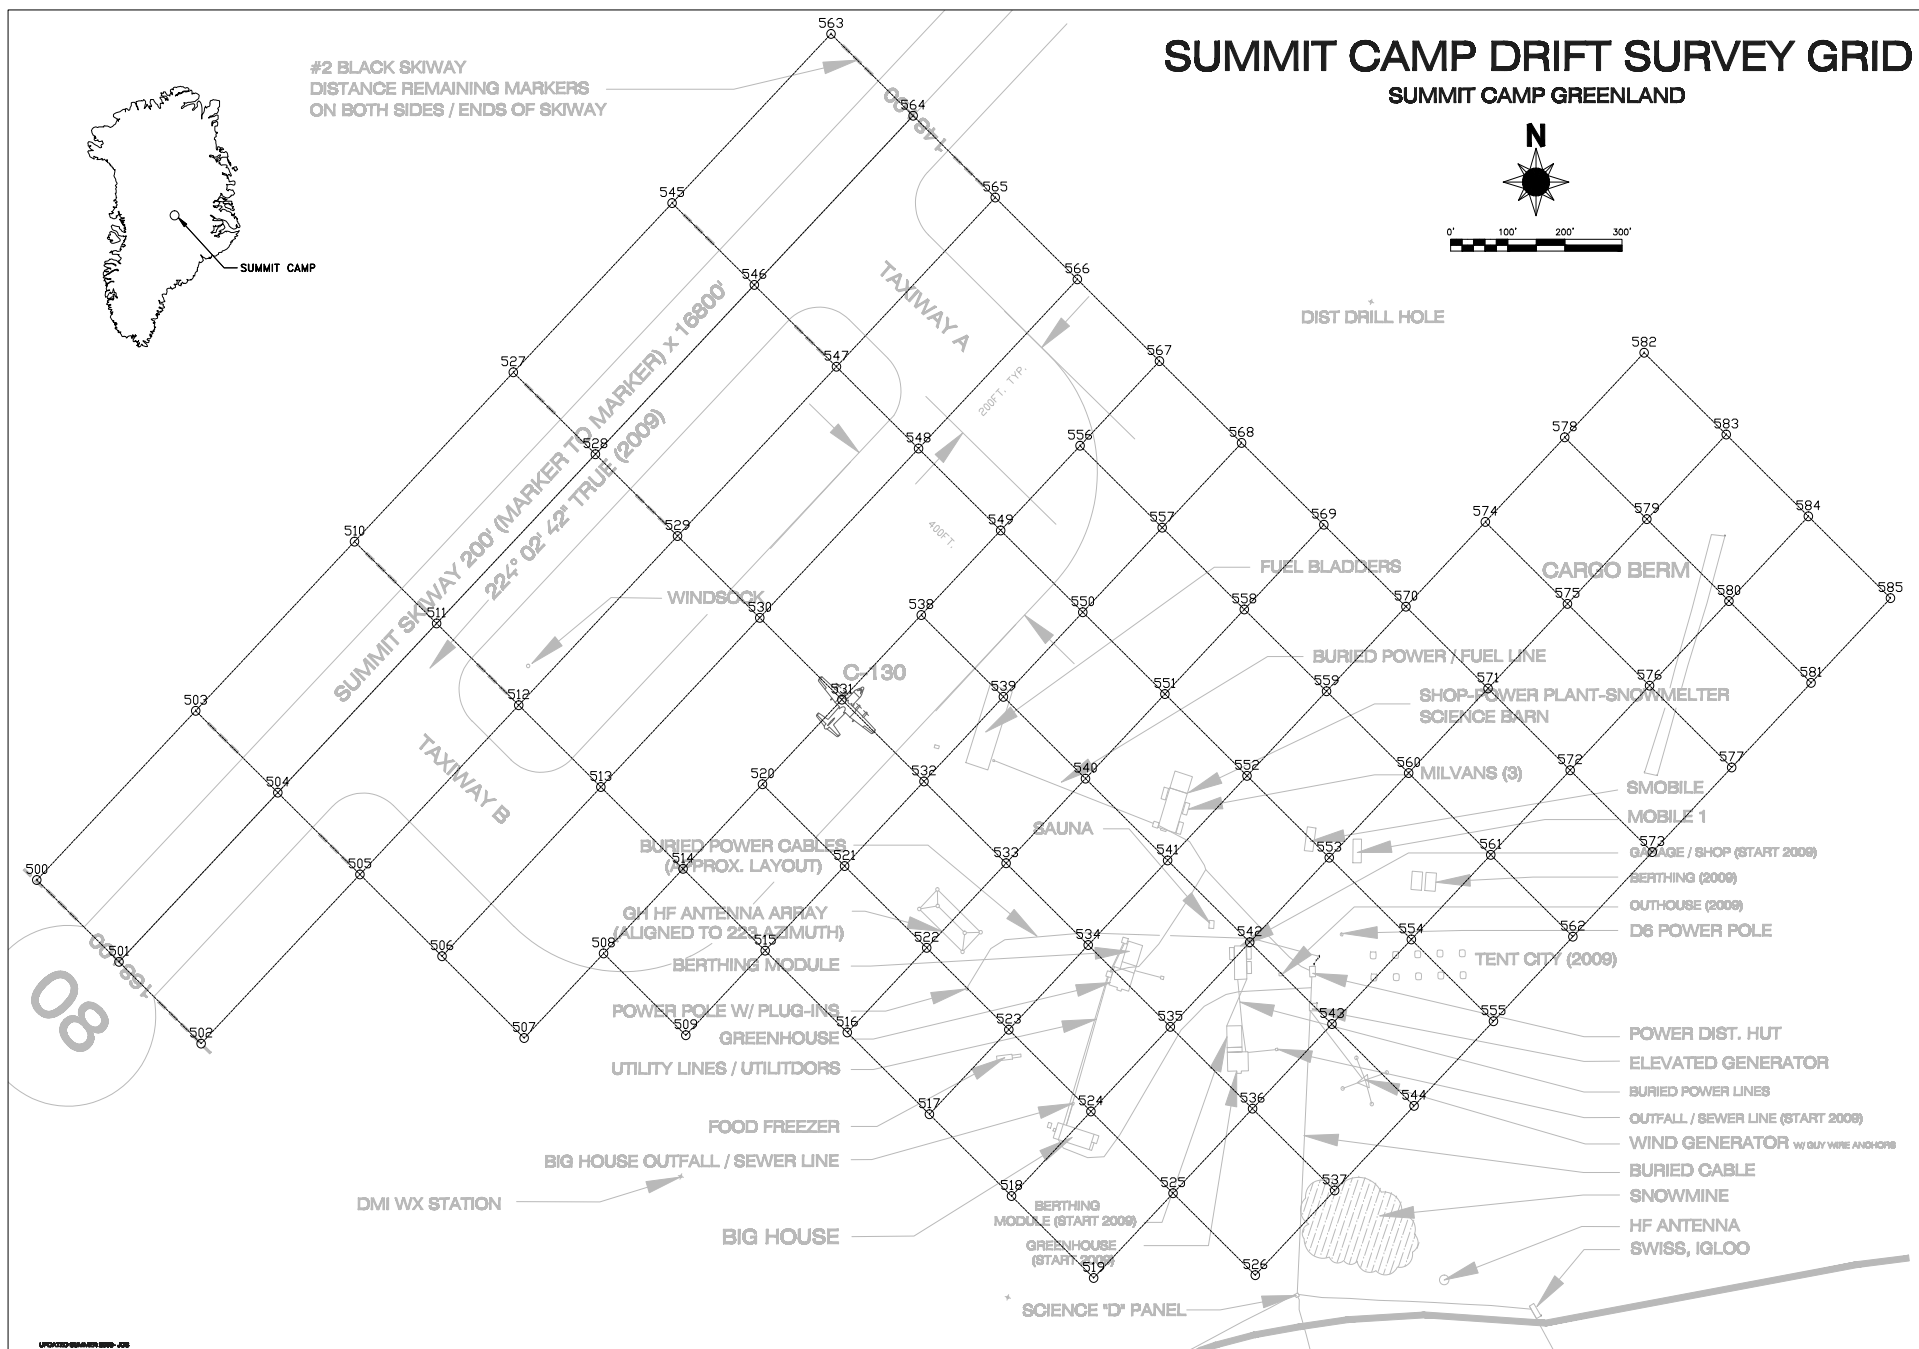 SUMMIT CAMP DRIFT SURVEY GRID
SUMMIT CAMP GREENLAND
N
0' 100' 200' 300'
#2 BLACK SKIWAY
DISTANCE REMAINING MARKERS
ON BOTH SIDES / ENDS OF SKIWAY
SUMMIT CAMP
563
564
565
545
546
566
547
567
582
527
528
548
568
556
578
583
510
511
529
549
557
569
574
579
584
530
538
550
558
570
575
580
585
503
512
531
539
551
559
571
576
581
504
513
520
532
540
552
560
572
577
500
505
514
521
533
541
553
561
573
501
506
508
515
522
534
542
554
562
502
507
509
516
523
535
543
555
517
524
536
544
518
525
537
519
526
TAXIWAY A
200FT. TYP.
400FT.
DIST DRILL HOLE
SUMMIT SKIWAY 200' (MARKER TO MARKER) x 16800'
224° 02' 42" TRUE (2009)
WINDSOCK
C-130
TAXIWAY B
FUEL BLADDERS
CARGO BERM
BURIED POWER / FUEL LINE
SHOP-POWER PLANT-SNOWMELTER
SCIENCE BARN
MILVANS (3)
SMOBILE
MOBILE 1
SAUNA
GARAGE / SHOP (START 2009)
BERTHING (2009)
OUTHOUSE (2009)
D6 POWER POLE
TENT CITY (2009)
BURIED POWER CABLES
(APPROX. LAYOUT)
GH HF ANTENNA ARRAY
(ALIGNED TO 223 AZIMUTH)
BERTHING MODULE
POWER POLE W/ PLUG-INS
GREENHOUSE
UTILITY LINES / UTILITDORS
FOOD FREEZER
BIG HOUSE OUTFALL / SEWER LINE
DMI WX STATION
BIG HOUSE
BERTHING
MODULE (START 2009)
GREENHOUSE
(START 2009)
SCIENCE "D" PANEL
POWER DIST. HUT
ELEVATED GENERATOR
BURIED POWER LINES
OUTFALL / SEWER LINE (START 2009)
WIND GENERATOR W/ GUY WIRE ANCHORS
BURIED CABLE
SNOWMINE
HF ANTENNA
SWISS, IGLOO
08